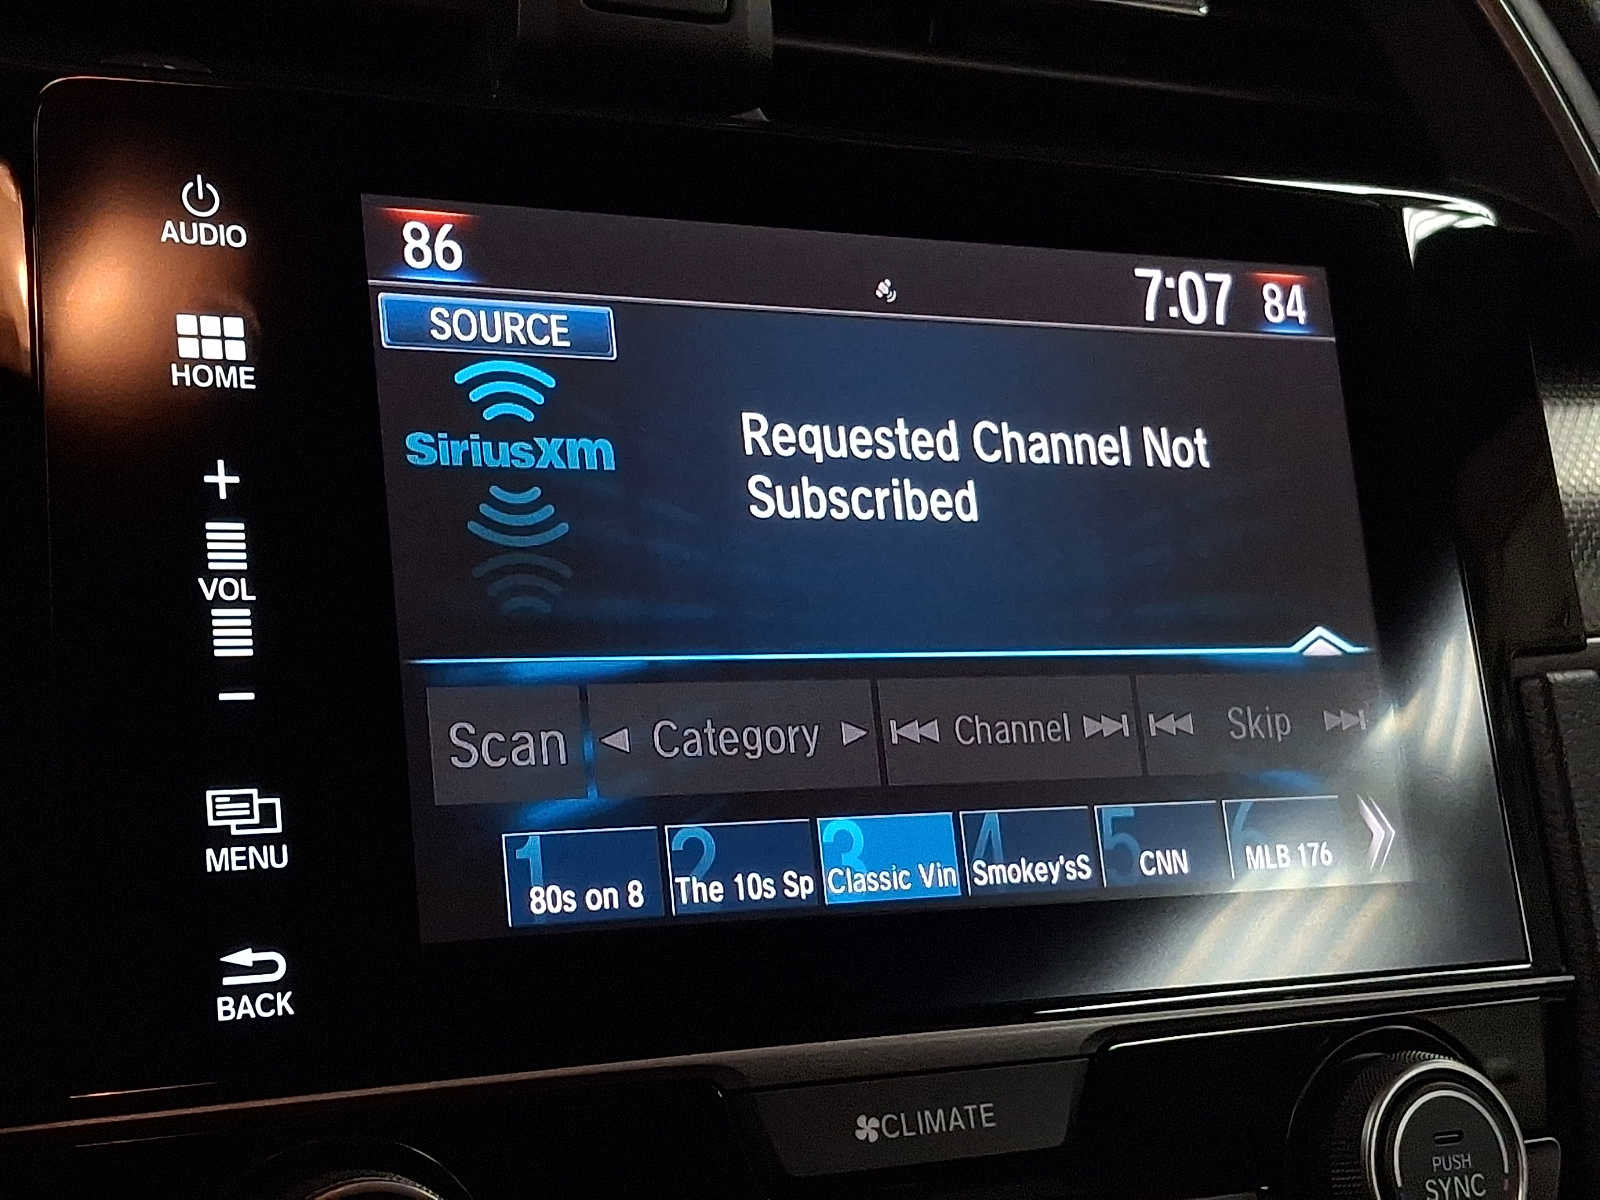 AUDIO
86
7:07
84
SOURCE
HOME
SiriusXm
Requested Channel Not
Subscribed
VOL
Scan
Category
Channel
Skip
1
2
3
4
5
6
80s on 8
The 10s Sp
Classic Vin
Smokey'sS
CNN
MLB 176
MENU
BACK
CLIMATE
PUSH
SYNC